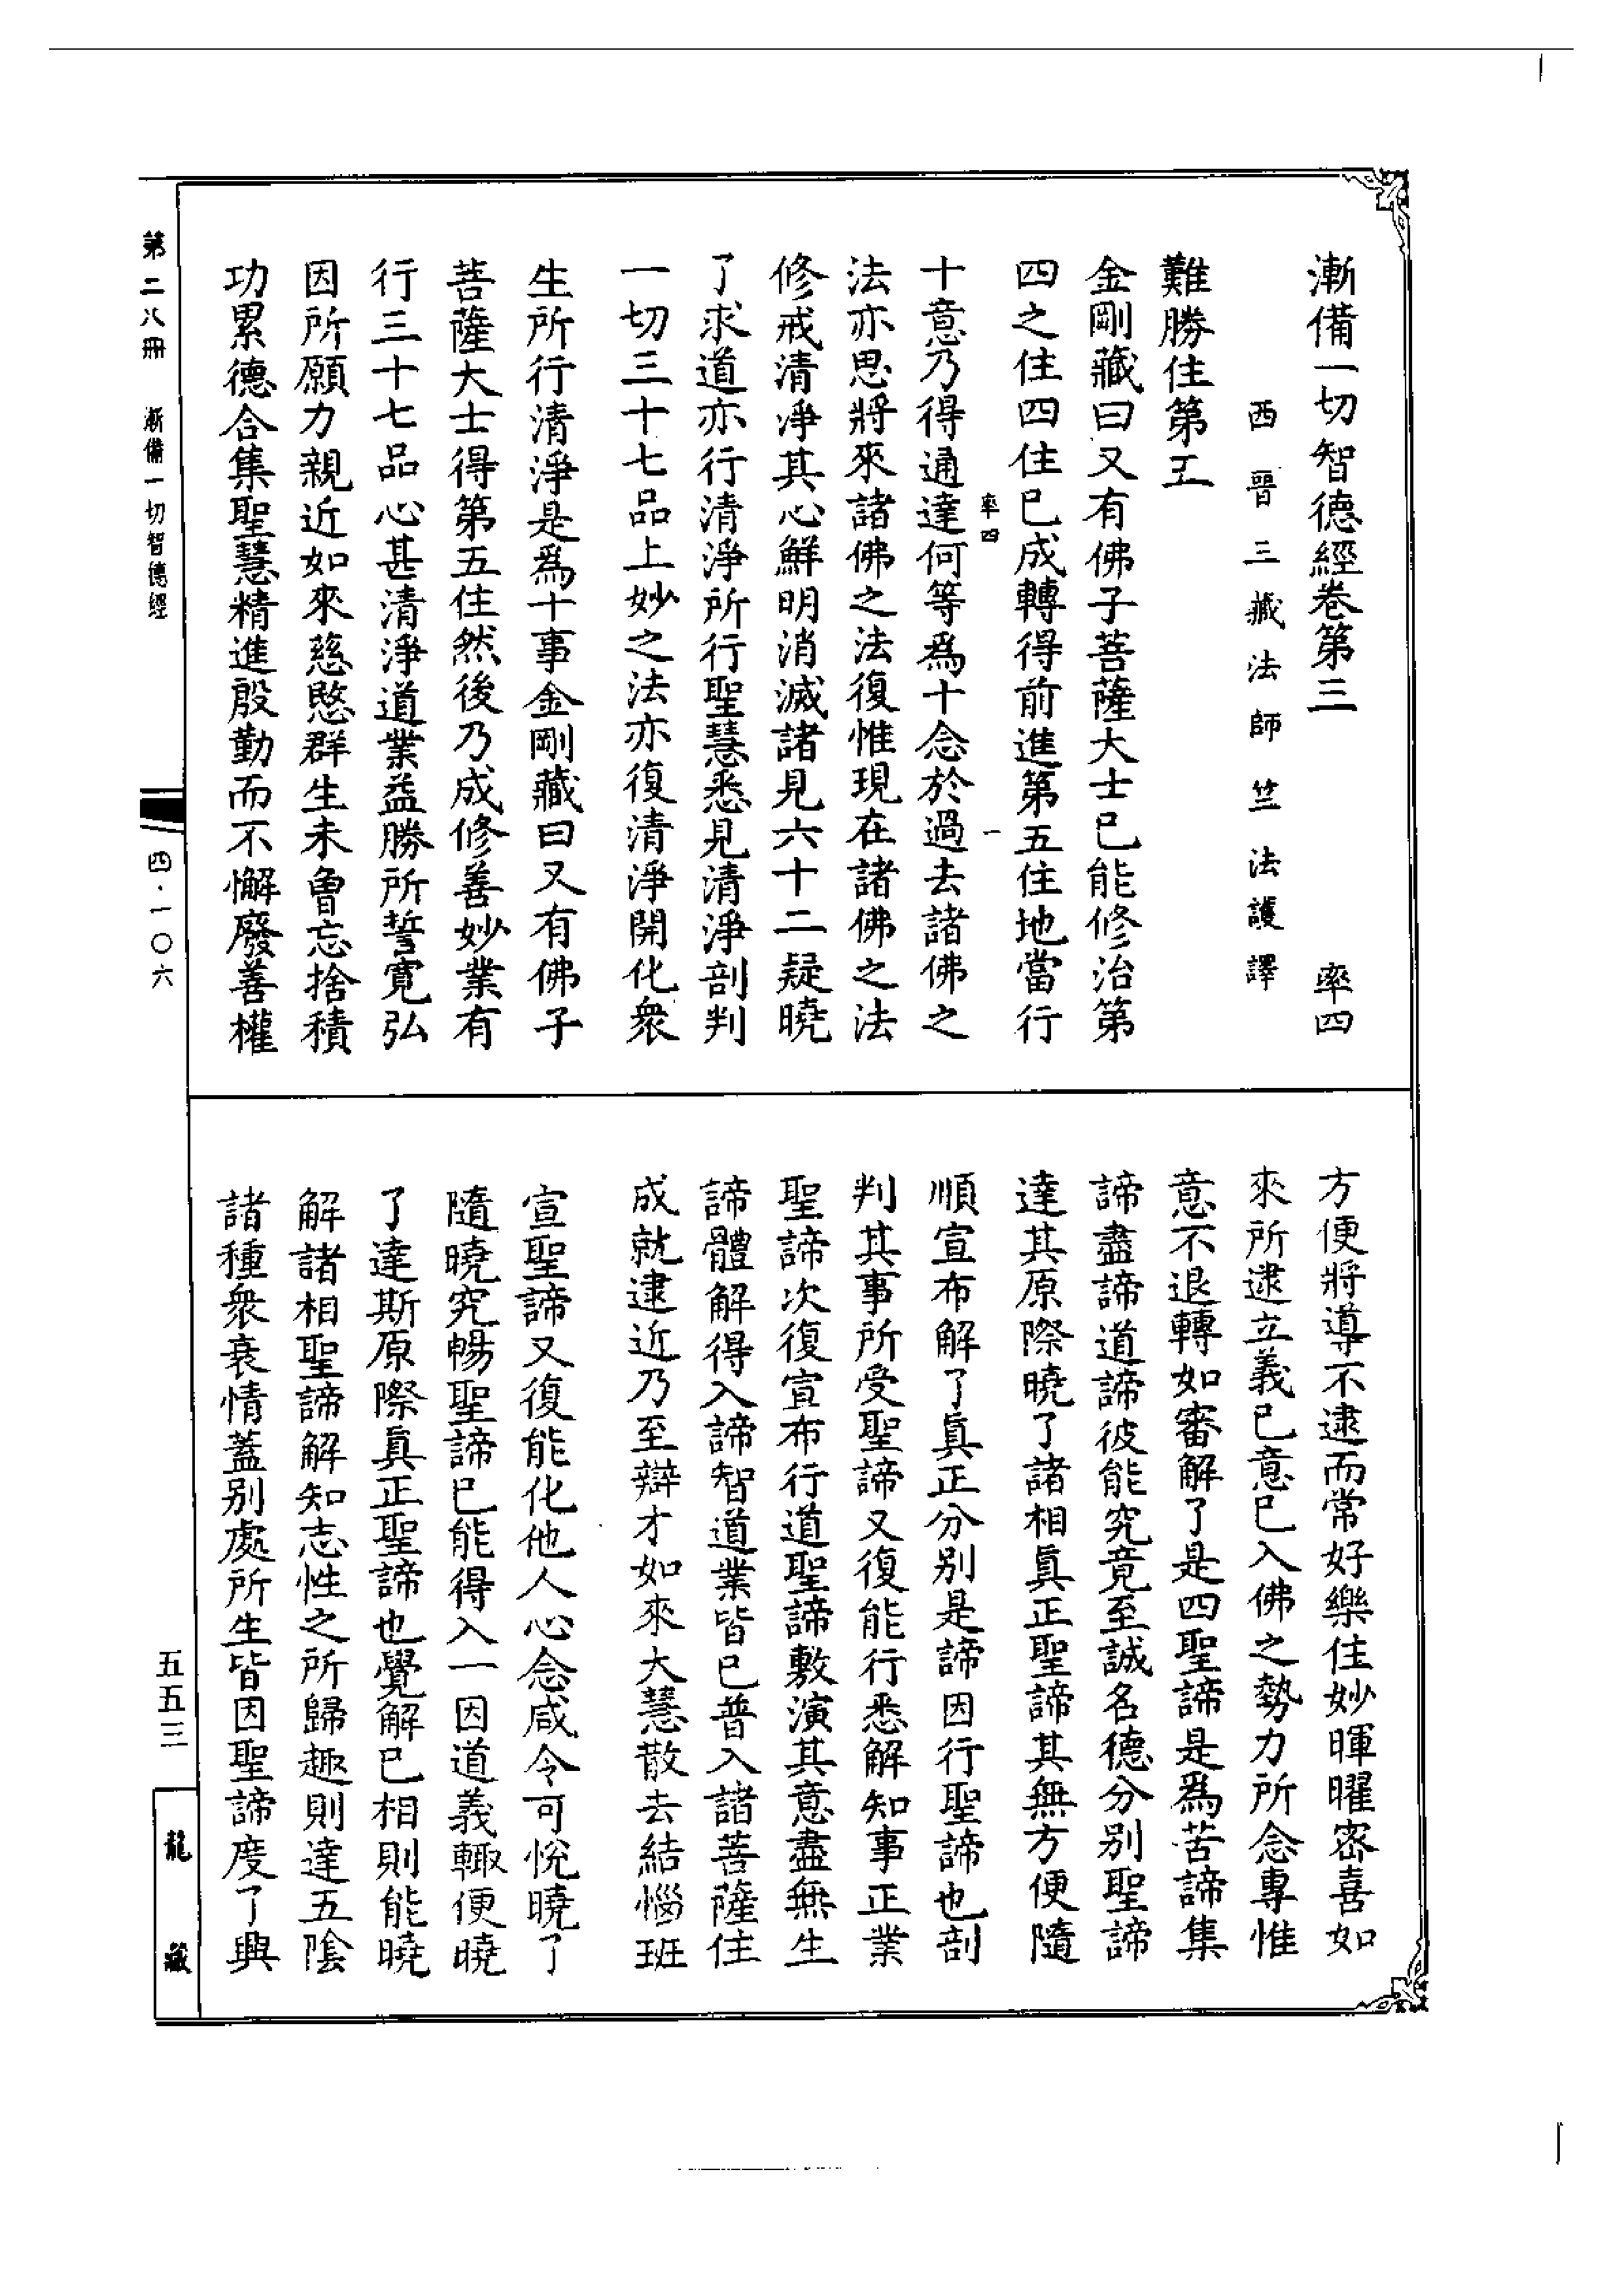 漸備一切智德經卷第三　率四
西晉三藏法師竺法護譯
難勝住第五
金剛藏曰又有佛子菩薩大士已能修治第
四之住四住已成轉得前進第五住地當行
率四　一
十意乃得通達何等爲十念於過去諸佛之
法亦思將來諸佛之法復惟現在諸佛之法
修戒清淨其心鮮明消滅諸見六十二疑曉
了求道亦行清淨所行聖慧悉見清淨剖判
一切三十七品上妙之法亦復清淨開化衆
生所行清淨是爲十事金剛藏曰又有佛子
菩薩大士得第五住然後乃成修善妙業有
行三十七品心甚清淨道業益勝所誓寬弘
因所願力親近如來慈愍群生未曾忘捨積
功累德合集聖慧精進殷勤而不懈廢善權
方便將導不逮而常好樂住妙暉曜密喜如
來所逮立義已意已入佛之勢力所念專惟
意不退轉如審解了是四聖諦是爲苦諦集
諦盡諦道諦彼能究竟至誠名德分別聖諦
達其原際曉了諸相眞正聖諦其無方便隨
順宣布解了眞正分別是諦因行聖諦也剖
判其事所受聖諦又復能行悉解知事正業
聖諦次復宣布行道聖諦敷演其意盡無生
諦體解得入諦智道業皆已普入諸菩薩住
成就逮近乃至辯才如來大慧散去結惱班
宣聖諦又復能化他人心念咸令可悅曉了
隨曉究暢聖諦已能得入一因道義輙便曉
了達斯原際眞正聖諦也覺解已相則能曉
解諸相聖諦解知志性之所歸趣則達五陰
諸種衆衰情蓋別處所生皆因聖諦度了興
第二八冊　漸備一切智德經
四·一〇六
五五三
龍藏